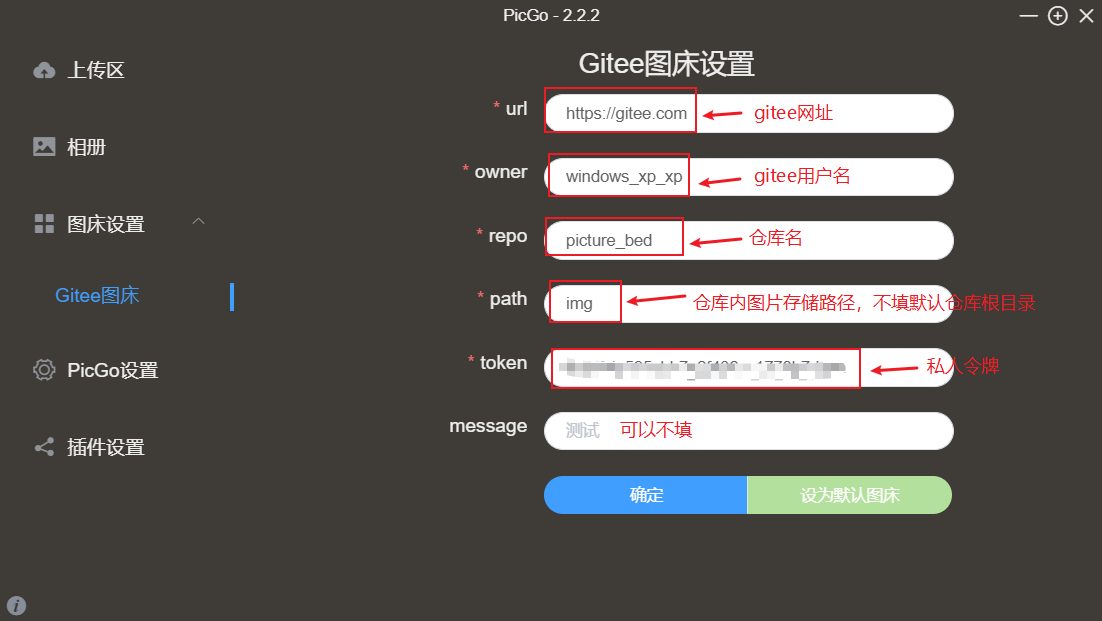 PicGo - 2.2.2
上传区
相册
图床设置
Gitee图床
PicGo设置
插件设置
Gitee图床设置
* url https://gitee.com gitee网址
* owner windows_xp_xp gitee用户名
* repo picture_bed 仓库名
* path img 仓库内图片存储路径，不填默认仓库根目录
* token 私人令牌
message 测试 可以不填
确定 设为默认图床